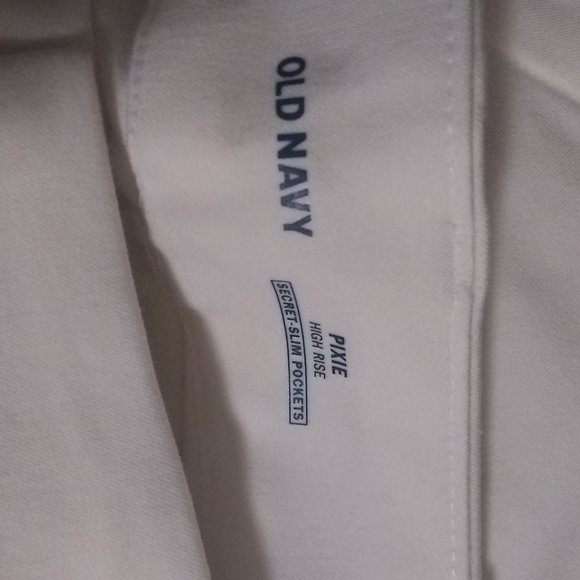 OLD NAVY
PIXIE
HIGH RISE
SECRET-SLIM POCKETS